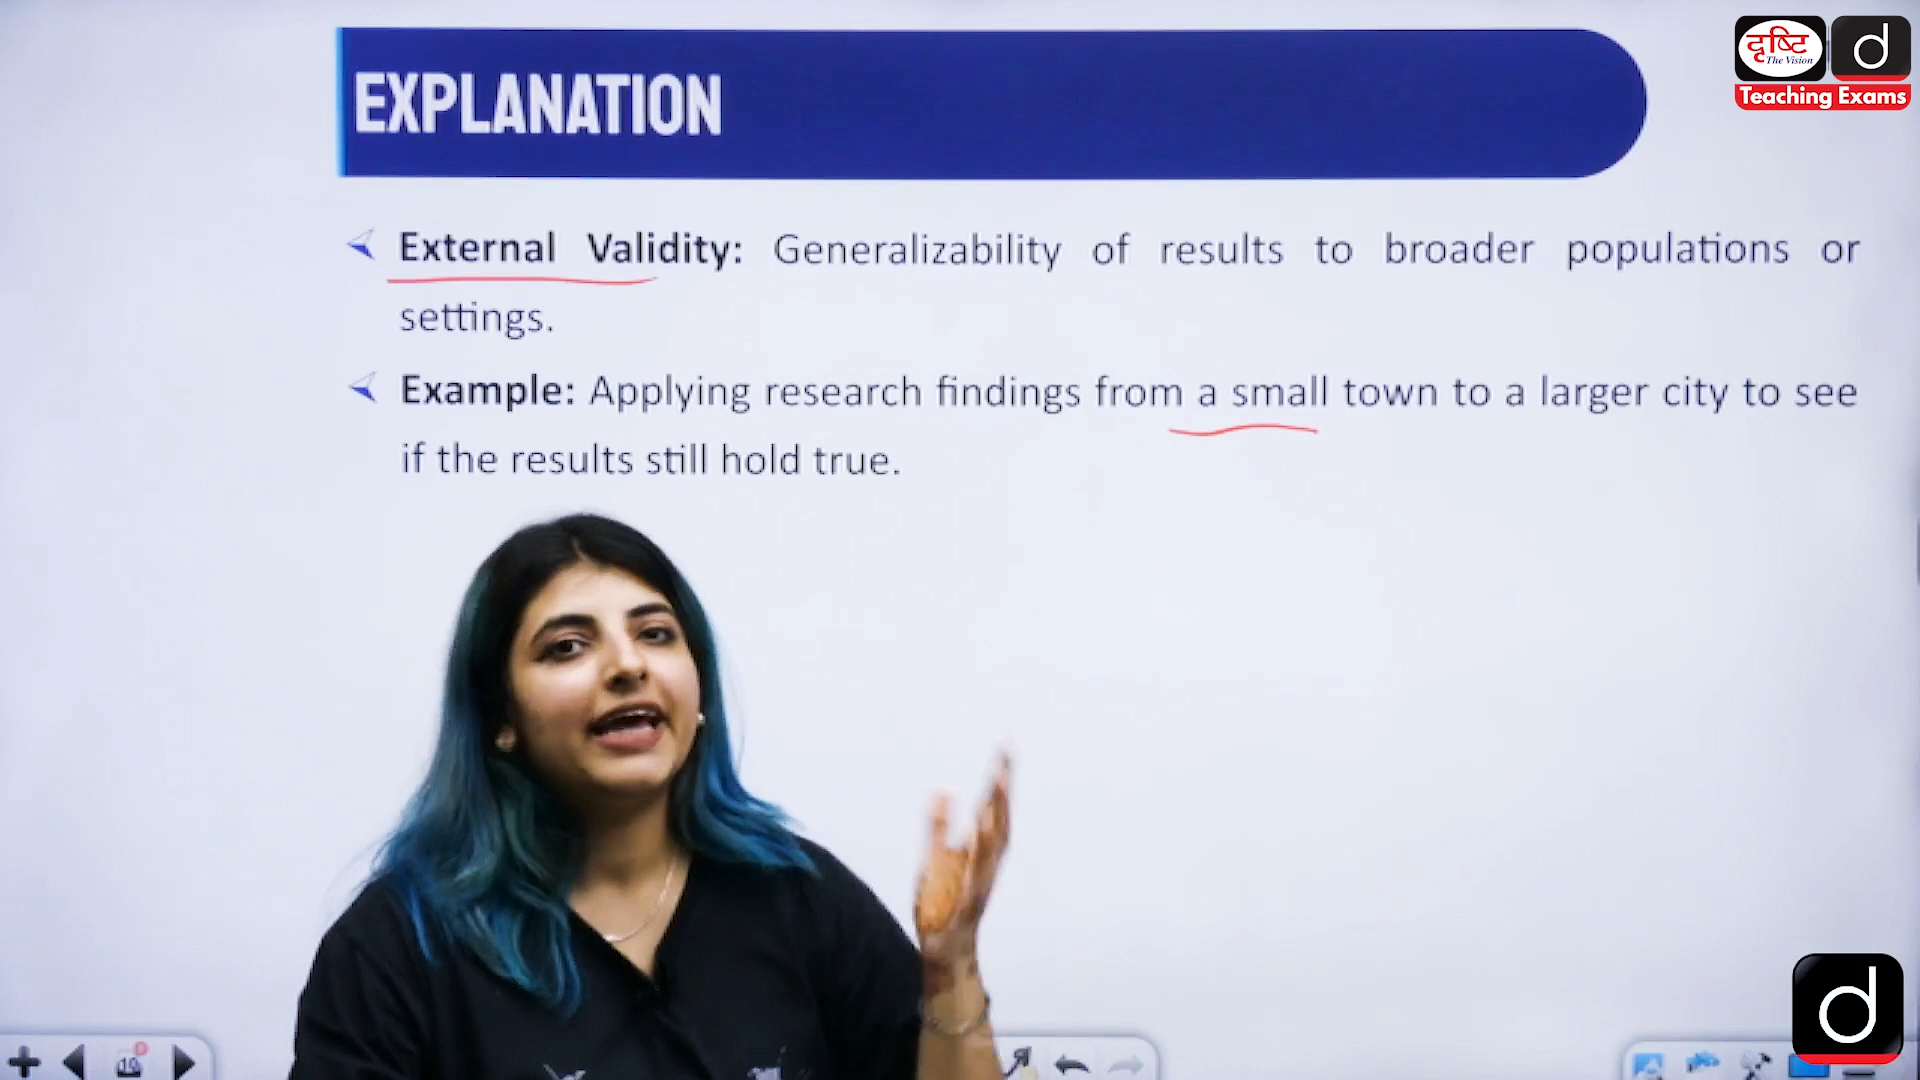 EXPLANATION
दृष्टि
The Vision
d
Teaching Exams
External Validity: Generalizability of results to broader populations or
settings.
Example: Applying research findings from a small town to a larger city to see
if the results still hold true.
d
10